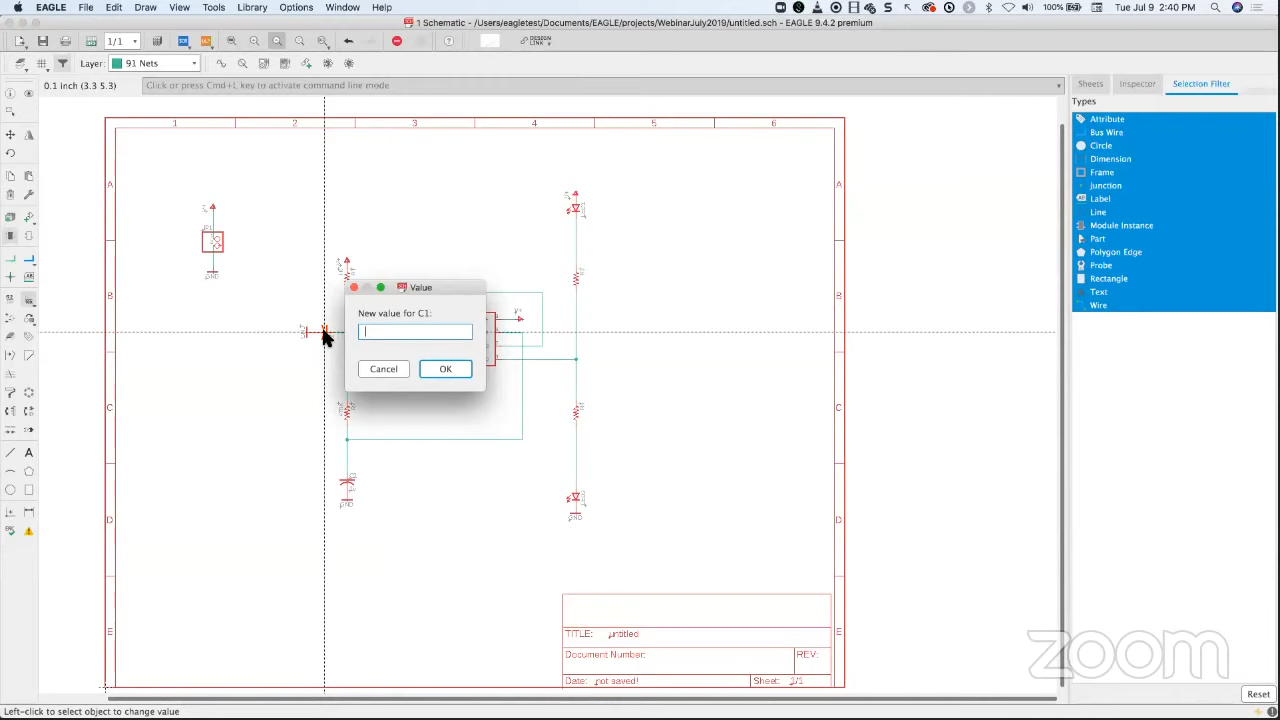 EAGLE File Edit Draw View Tools Library Options Window Help
100% Tue Jul 9 2:40 PM
1 Schematic - /Users/eagletest/Documents/EAGLE/projects/WebinarJuly2019/untitled.sch - EAGLE 9.4.2 premium
1/1
DESIGN
LINK
Layer: 91 Nets
0.1 inch (3.3 5.3)
Click or press Cmd+L key to activate command line mode
Sheets Inspector Selection Filter
Types
Attribute
Bus Wire
Circle
Dimension
Frame
Junction
Label
Line
Module Instance
Part
Polygon Edge
Probe
Rectangle
Text
Wire
1 2 3 4 5 6
A A
B B
C C
D D
E E
GND
GND
GND
Value
New value for C1:
Cancel OK
TITLE: untitled
Document Number:
REV:
Date: not saved!
Sheet: 1/1
zoom
Reset
Left-click to select object to change value